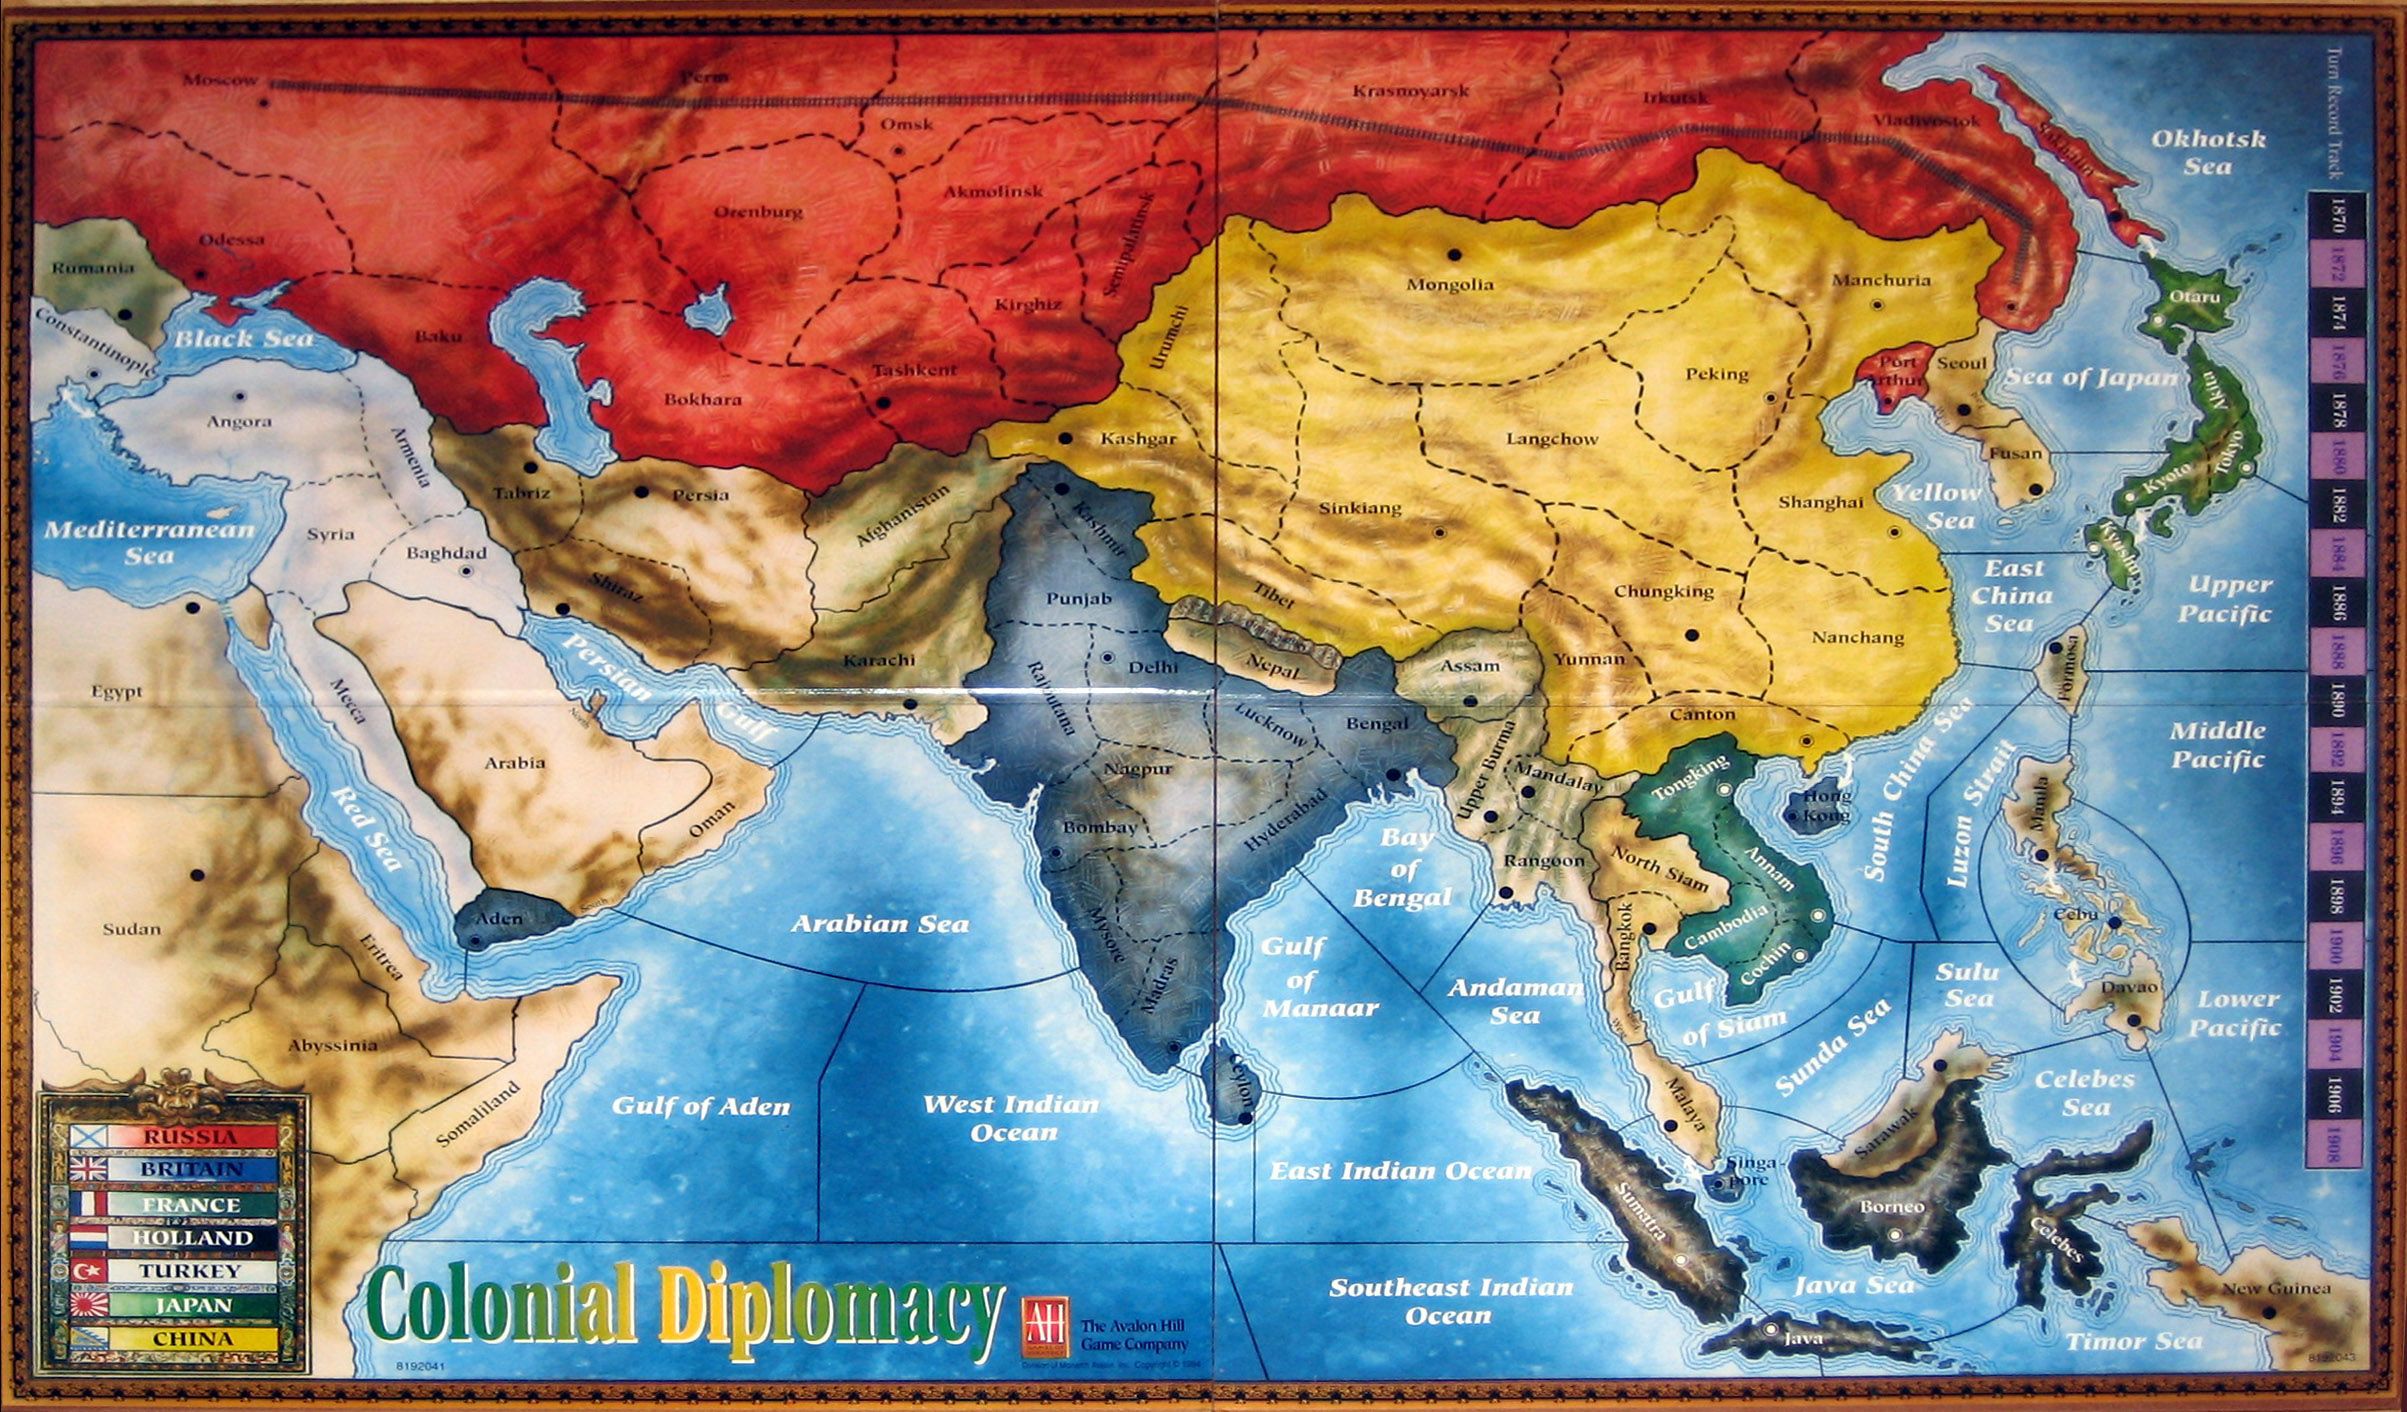 Moscow
Perm
Omsk
Krasnoyarsk
Irkutsk
Vladivostok
Sakhalin
Okhotsk
Sea
Turn Record Track
1870
1872
1874
1876
1878
1880
1882
1884
1886
1888
1890
1892
1894
1896
1898
1900
1902
1904
1906
1908
Odessa
Orenburg
Akmolinsk
Semipalatinsk
Rumania
Constantinople
Black Sea
Baku
Kirghiz
Tashkent
Bokhara
Urumchi
Mongolia
Manchuria
Otaru
Port
Arthur
Seoul
Sea of Japan
Akita
Tokyo
Kyoto
Kyushu
Fusan
Angora
Armenia
Kashgar
Langchow
Peking
Mediterranean
Sea
Syria
Baghdad
Tabriz
Persia
Shiraz
Afghanistan
Kashmir
Sinkiang
Shanghai
Yellow
Sea
East
China
Sea
Upper
Pacific
Punjab
Tibet
Chungking
Nanchang
Egypt
Mecca
Persian
Gulf
North
Karachi
Rajputana
Delhi
Nepal
Assam
Yunnan
Formosa
Lucknow
Bengal
Canton
South China Sea
Luzon Strait
Middle
Pacific
Arabia
Oman
Red Sea
Nagpur
Bombay
Hyderabad
Upper Burma
Mandalay
Tongking
Hong
Kong
Manila
Sudan
Eritrea
Aden
South
Arabian Sea
Mysore
Madras
Bay
of
Bengal
Rangoon
North Siam
Annam
Cambodia
Cochin
Bangkok
Cebu
Gulf
of
Manaar
Andaman
Sea
Gulf
of Siam
West
Sunda Sea
Sulu
Sea
Davao
Lower
Pacific
Abyssinia
Somaliland
Gulf of Aden
West Indian
Ocean
Ceylon
East Indian Ocean
Malaya
Singa-
pore
Sarawak
Celebes
Sea
RUSSIA
BRITAIN
FRANCE
HOLLAND
TURKEY
JAPAN
CHINA
Sumatra
Borneo
Celebes
New Guinea
Southeast Indian
Ocean
Java Sea
Java
Timor Sea
Colonial Diplomacy
AH
The Avalon Hill
Game Company
8192041
8192043